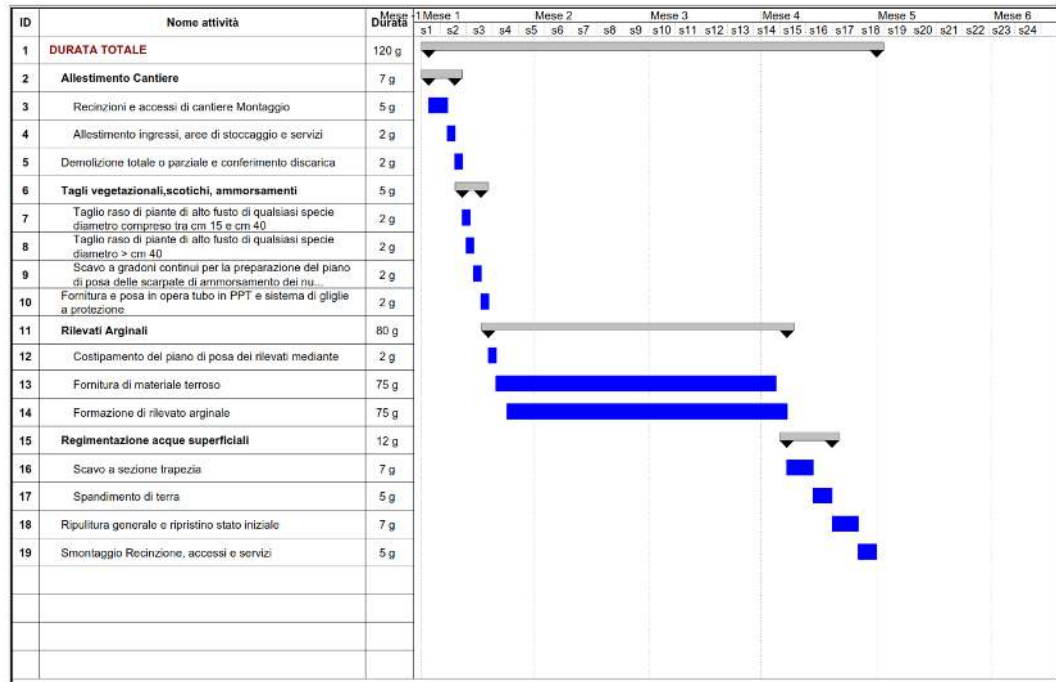 ID Nome attività Durata Mese -1 Mese 1 Mese 2 Mese 3 Mese 4 Mese 5 Mese 6
s1 s2 s3 s4 s5 s6 s7 s8 s9 s10 s11 s12 s13 s14 s15 s16 s17 s18 s19 s20 s21 s22 s23 s24
1 DURATA TOTALE 120 g
2 Allestimento Cantiere 7 g
3 Recinzioni e accessi di cantiere Montaggio 5 g
4 Allestimento ingressi, aree di stoccaggio e servizi 2 g
5 Demolizione totale o parziale e conferimento discarica 2 g
6 Tagli vegetazionali,scotichi, ammorsamenti 5 g
7 Taglio raso di piante di alto fusto di qualsiasi specie
diametro compreso tra cm 15 e cm 40 2 g
8 Taglio raso di piante di alto fusto di qualsiasi specie
diametro > cm 40 2 g
9 Scavo a gradoni continui per la preparazione del piano
di posa delle scarpate di ammorsamento dei nu... 2 g
10 Fornitura e posa in opera tubo in PPT e sistema di gliglie
a protezione 2 g
11 Rilevati Arginali 80 g
12 Costipamento del piano di posa dei rilevati mediante 2 g
13 Fornitura di materiale terroso 75 g
14 Formazione di rilevato arginale 75 g
15 Regimentazione acque superficiali 12 g
16 Scavo a sezione trapezia 7 g
17 Spandimento di terra 5 g
18 Ripulitura generale e ripristino stato iniziale 7 g
19 Smontaggio Recinzione, accessi e servizi 5 g